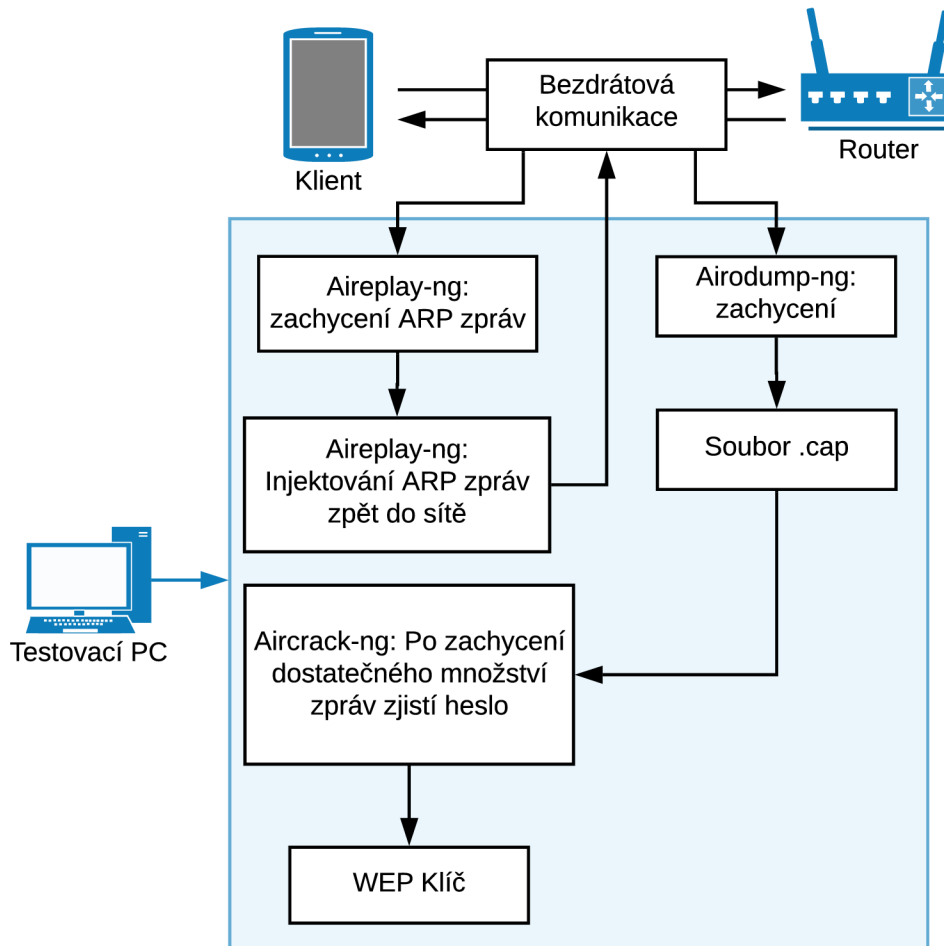 Bezdrátová
komunikace
Klient
Router
Aireplay-ng:
zachycení ARP zpráv
Airodump-ng:
zachycení
Aireplay-ng:
Injektování ARP zpráv
zpět do sítě
Soubor .cap
Testovací PC
Aircrack-ng: Po zachycení
dostatečného množství
zpráv zjistí heslo
WEP Klíč